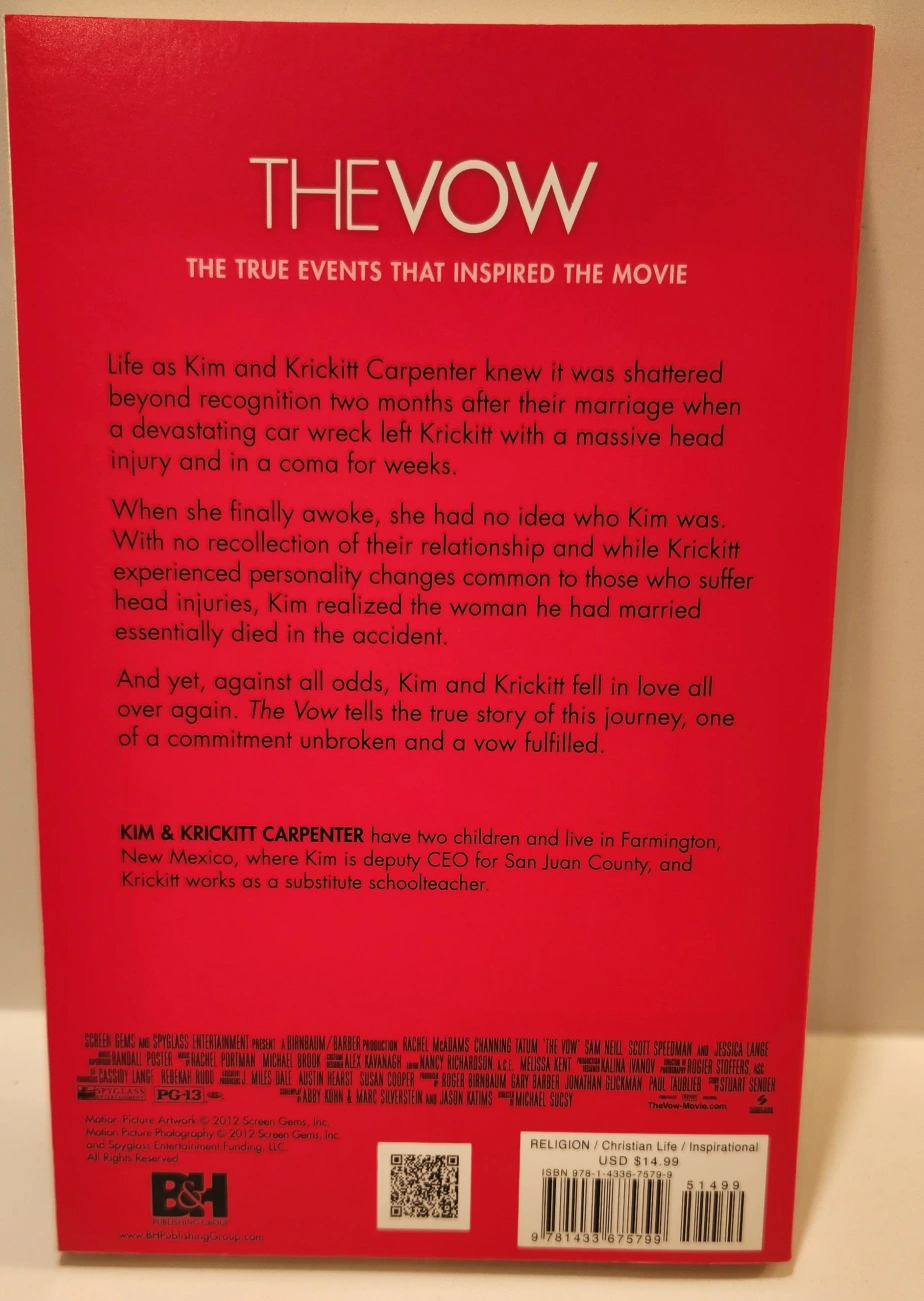 THE VOW
THE TRUE EVENTS THAT INSPIRED THE MOVIE
Life as Kim and Krickitt Carpenter knew it was shattered
beyond recognition two months after their marriage when
a devastating car wreck left Krickitt with a massive head
injury and in a coma for weeks.
When she finally awoke, she had no idea who Kim was.
With no recollection of their relationship and while Krickitt
experienced personality changes common to those who suffer
head injuries, Kim realized the woman he had married
essentially died in the accident.
And yet, against all odds, Kim and Krickitt fell in love all
over again. The Vow tells the true story of this journey, one
of a commitment unbroken and a vow fulfilled.
KIM & KRICKITT CARPENTER have two children and live in Farmington,
New Mexico, where Kim is deputy CEO for San Juan County, and
Krickitt works as a substitute schoolteacher.
SCREEN GEMS AND SPYGLASS ENTERTAINMENT PRESENT A BIRNBAUM/BARBER PRODUCTION RACHEL McADAMS CHANNING TATUM "THE VOW" SAM NEILL SCOTT SPEEDMAN AND JESSICA LANGE
RANDALL POSTER RACHEL PORTMAN MICHAEL BROOK ALEX KAVANAGH NANCY RICHARDSON A.C.E. MELISSA KENT KALINA IVANOV ROGIER STOFFERS, ASC
CASSIDY LANGE REBEKAH RUDD J. MILES DALE AUSTIN HEARST SUSAN COOPER ROGER BIRNBAUM GARY BARBER JONATHAN GLICKMAN PAUL TAUBLIEB STUART SENDER
SPYGLASS ENTERTAINMENT PG-13 ABBY KOHN & MARC SILVERSTEIN AND JASON KATIMS MICHAEL SUCSY
TheVow-Movie.com
Motion Picture Artwork © 2012 Screen Gems, Inc.
Motion Picture Photography © 2012 Screen Gems, Inc.
and Spyglass Entertainment Funding, LLC.
All Rights Reserved.
B&H
PUBLISHING GROUP
www.BHPublishingGroup.com
RELIGION / Christian Life / Inspirational
USD $14.99
ISBN 978-1-4336-7579-9
51499
9 781433 675799